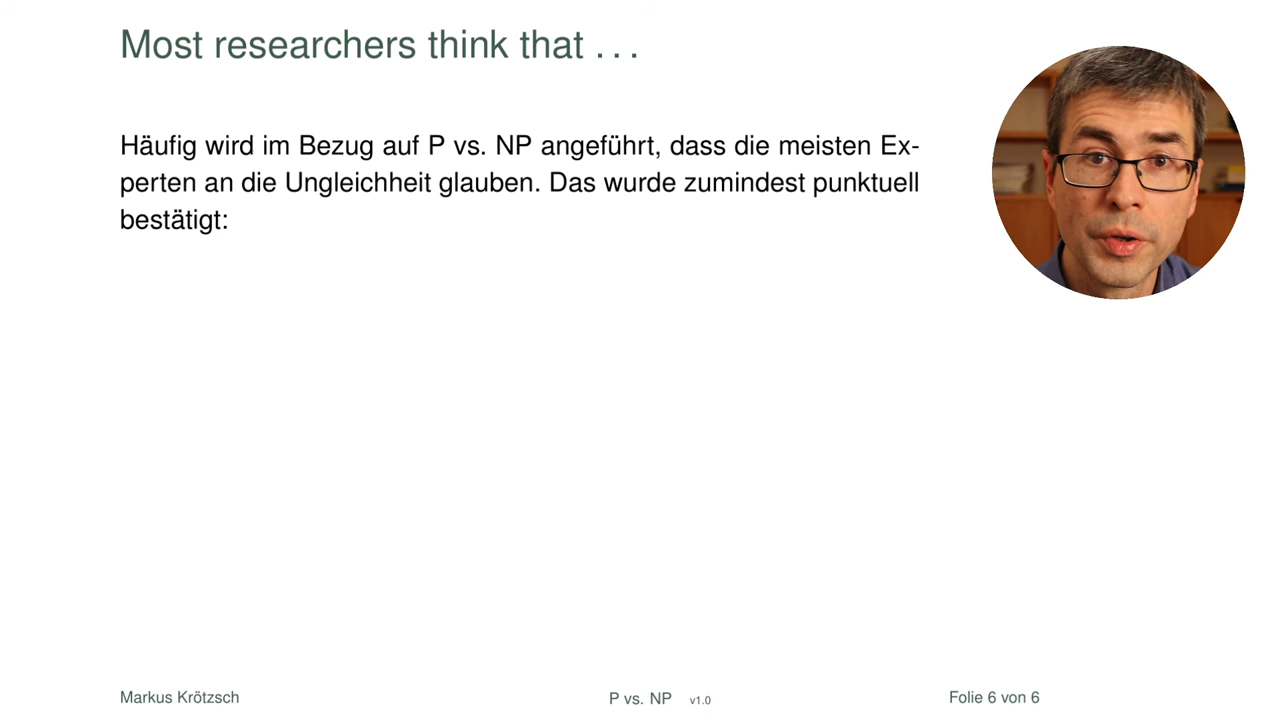 Most researchers think that . . .
Häufig wird im Bezug auf P vs. NP angeführt, dass die meisten Ex-
perten an die Ungleichheit glauben. Das wurde zumindest punktuell
bestätigt:
Markus Krötzsch
P vs. NP v1.0
Folie 6 von 6